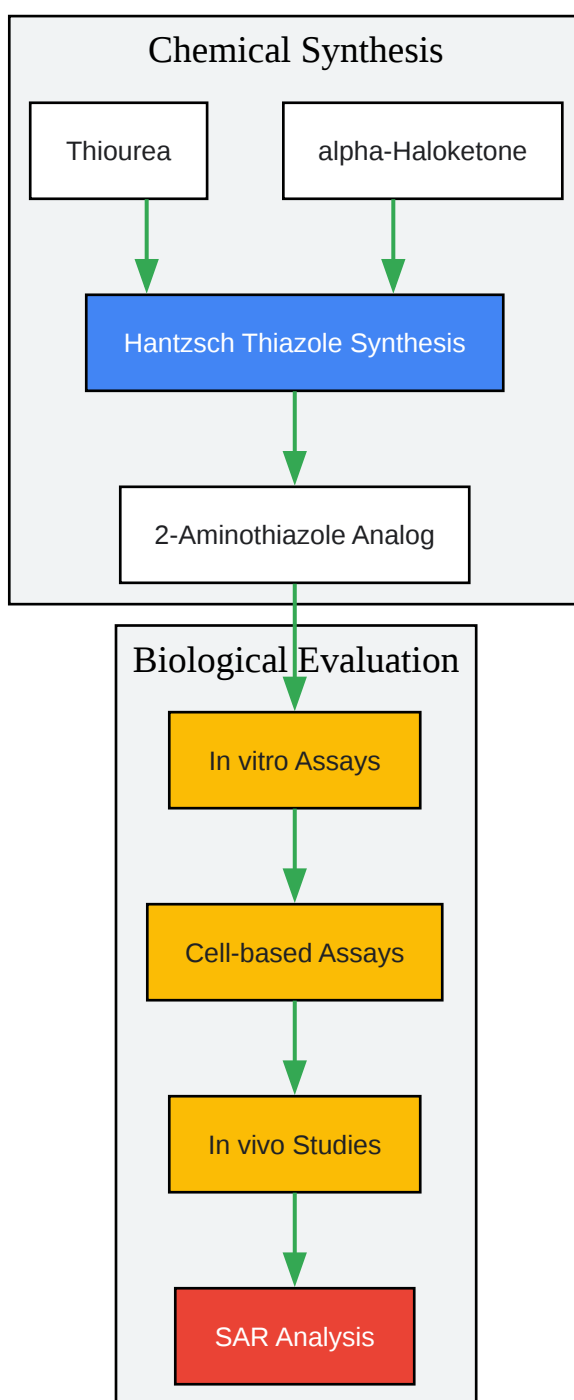 Chemical Synthesis
Thiourea
alpha-Haloketone
Hantzsch Thiazole Synthesis
2-Aminothiazole Analog
Biological Evaluation
In vitro Assays
Cell-based Assays
In vivo Studies
SAR Analysis